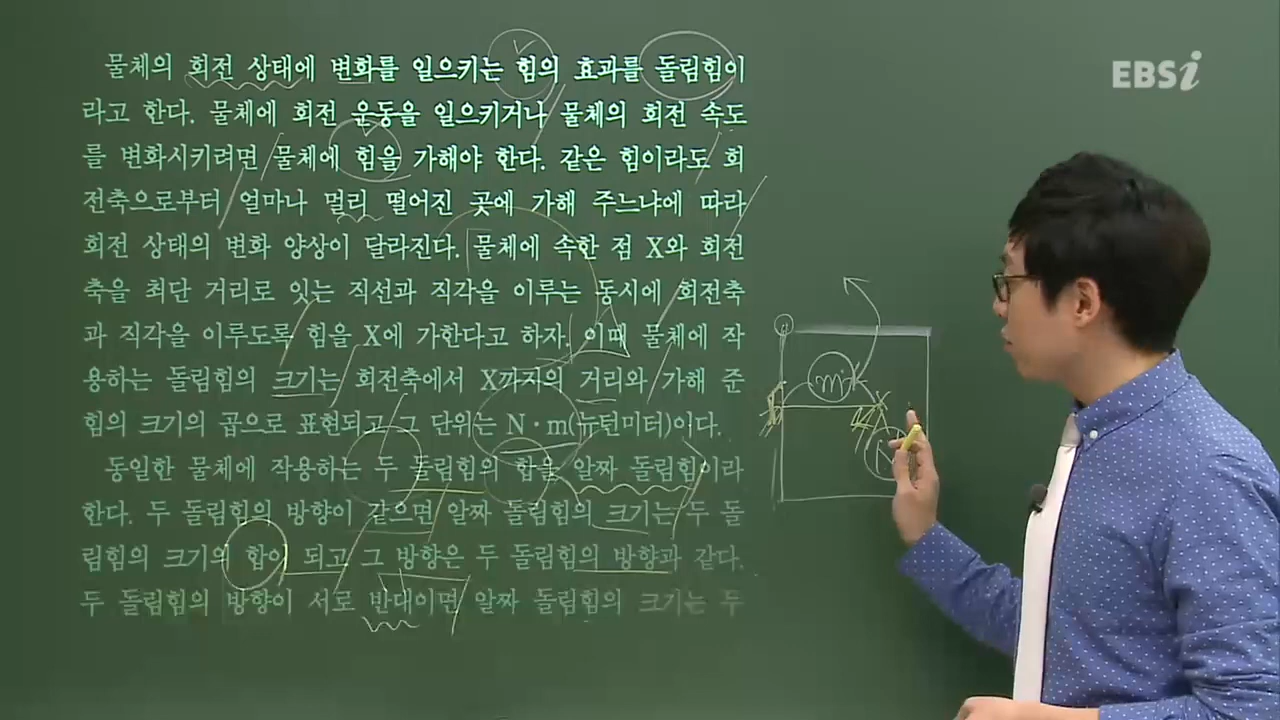 물체의 회전 상태에 변화를 일으키는 힘의 효과를 돌림힘이
라고 한다. 물체에 회전 운동을 일으키거나 물체의 회전 속도
를 변화시키려면 물체에 힘을 가해야 한다. 같은 힘이라도 회
전축으로부터 얼마나 멀리 떨어진 곳에 가해 주느냐에 따라
회전 상태의 변화 양상이 달라진다. 물체에 속한 점 X와 회전
축을 최단 거리로 잇는 직선과 직각을 이루는 동시에 회전축
과 직각을 이루도록 힘을 X에 가한다고 하자. 이때 물체에 작
용하는 돌림힘의 크기는 회전축에서 X까지의 거리와 가해 준
힘의 크기의 곱으로 표현되고 그 단위는 N·m(뉴턴미터)이다.
동일한 물체에 작용하는 두 돌림힘의 합을 알짜 돌림힘이라
한다. 두 돌림힘의 방향이 같으면 알짜 돌림힘의 크기는 두 돌
림힘의 크기의 합이 되고 그 방향은 두 돌림힘의 방향과 같다.
두 돌림힘의 방향이 서로 반대이면 알짜 돌림힘의 크기는 두
EBSi
m
X